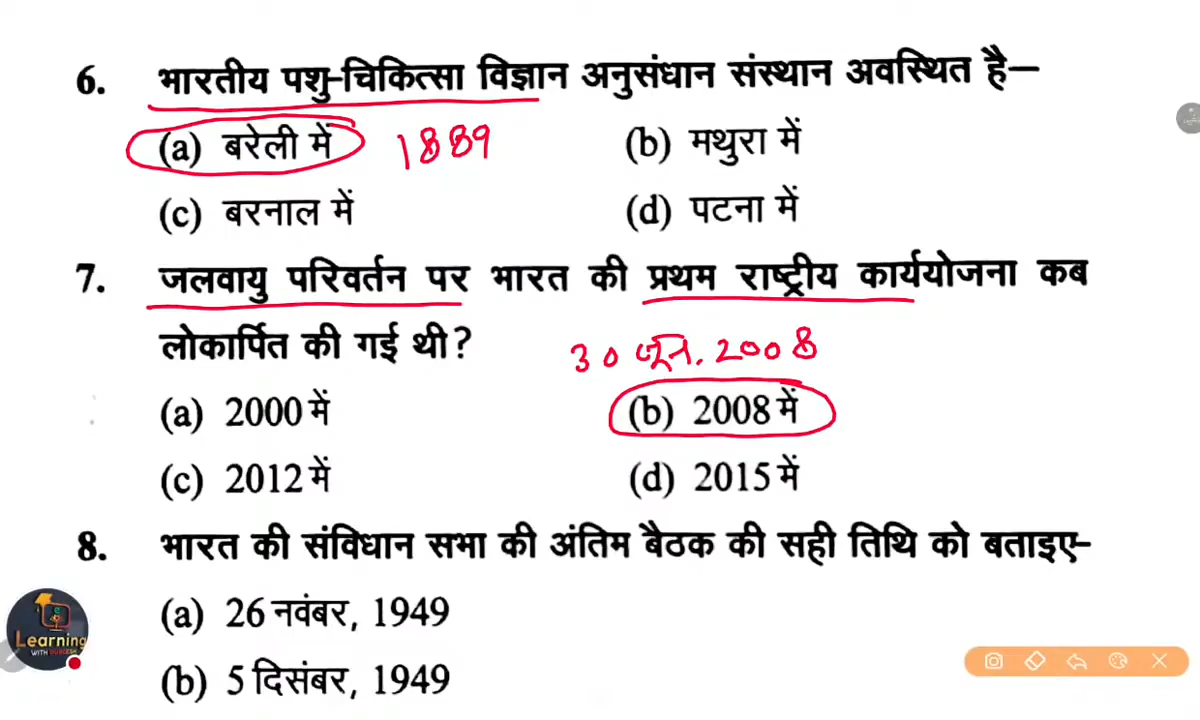 6. भारतीय पशु-चिकित्सा विज्ञान अनुसंधान संस्थान अवस्थित है—
(a) बरेली में 1889 (b) मथुरा में
(c) बरनाल में (d) पटना में
7. जलवायु परिवर्तन पर भारत की प्रथम राष्ट्रीय कार्ययोजना कब
लोकार्पित की गई थी?
30 जून. 2008
(a) 2000 में (b) 2008 में
(c) 2012 में (d) 2015 में
8. भारत की संविधान सभा की अंतिम बैठक की सही तिथि को बताइए-
(a) 26 नवंबर, 1949
Learning
(b) 5 दिसंबर, 1949